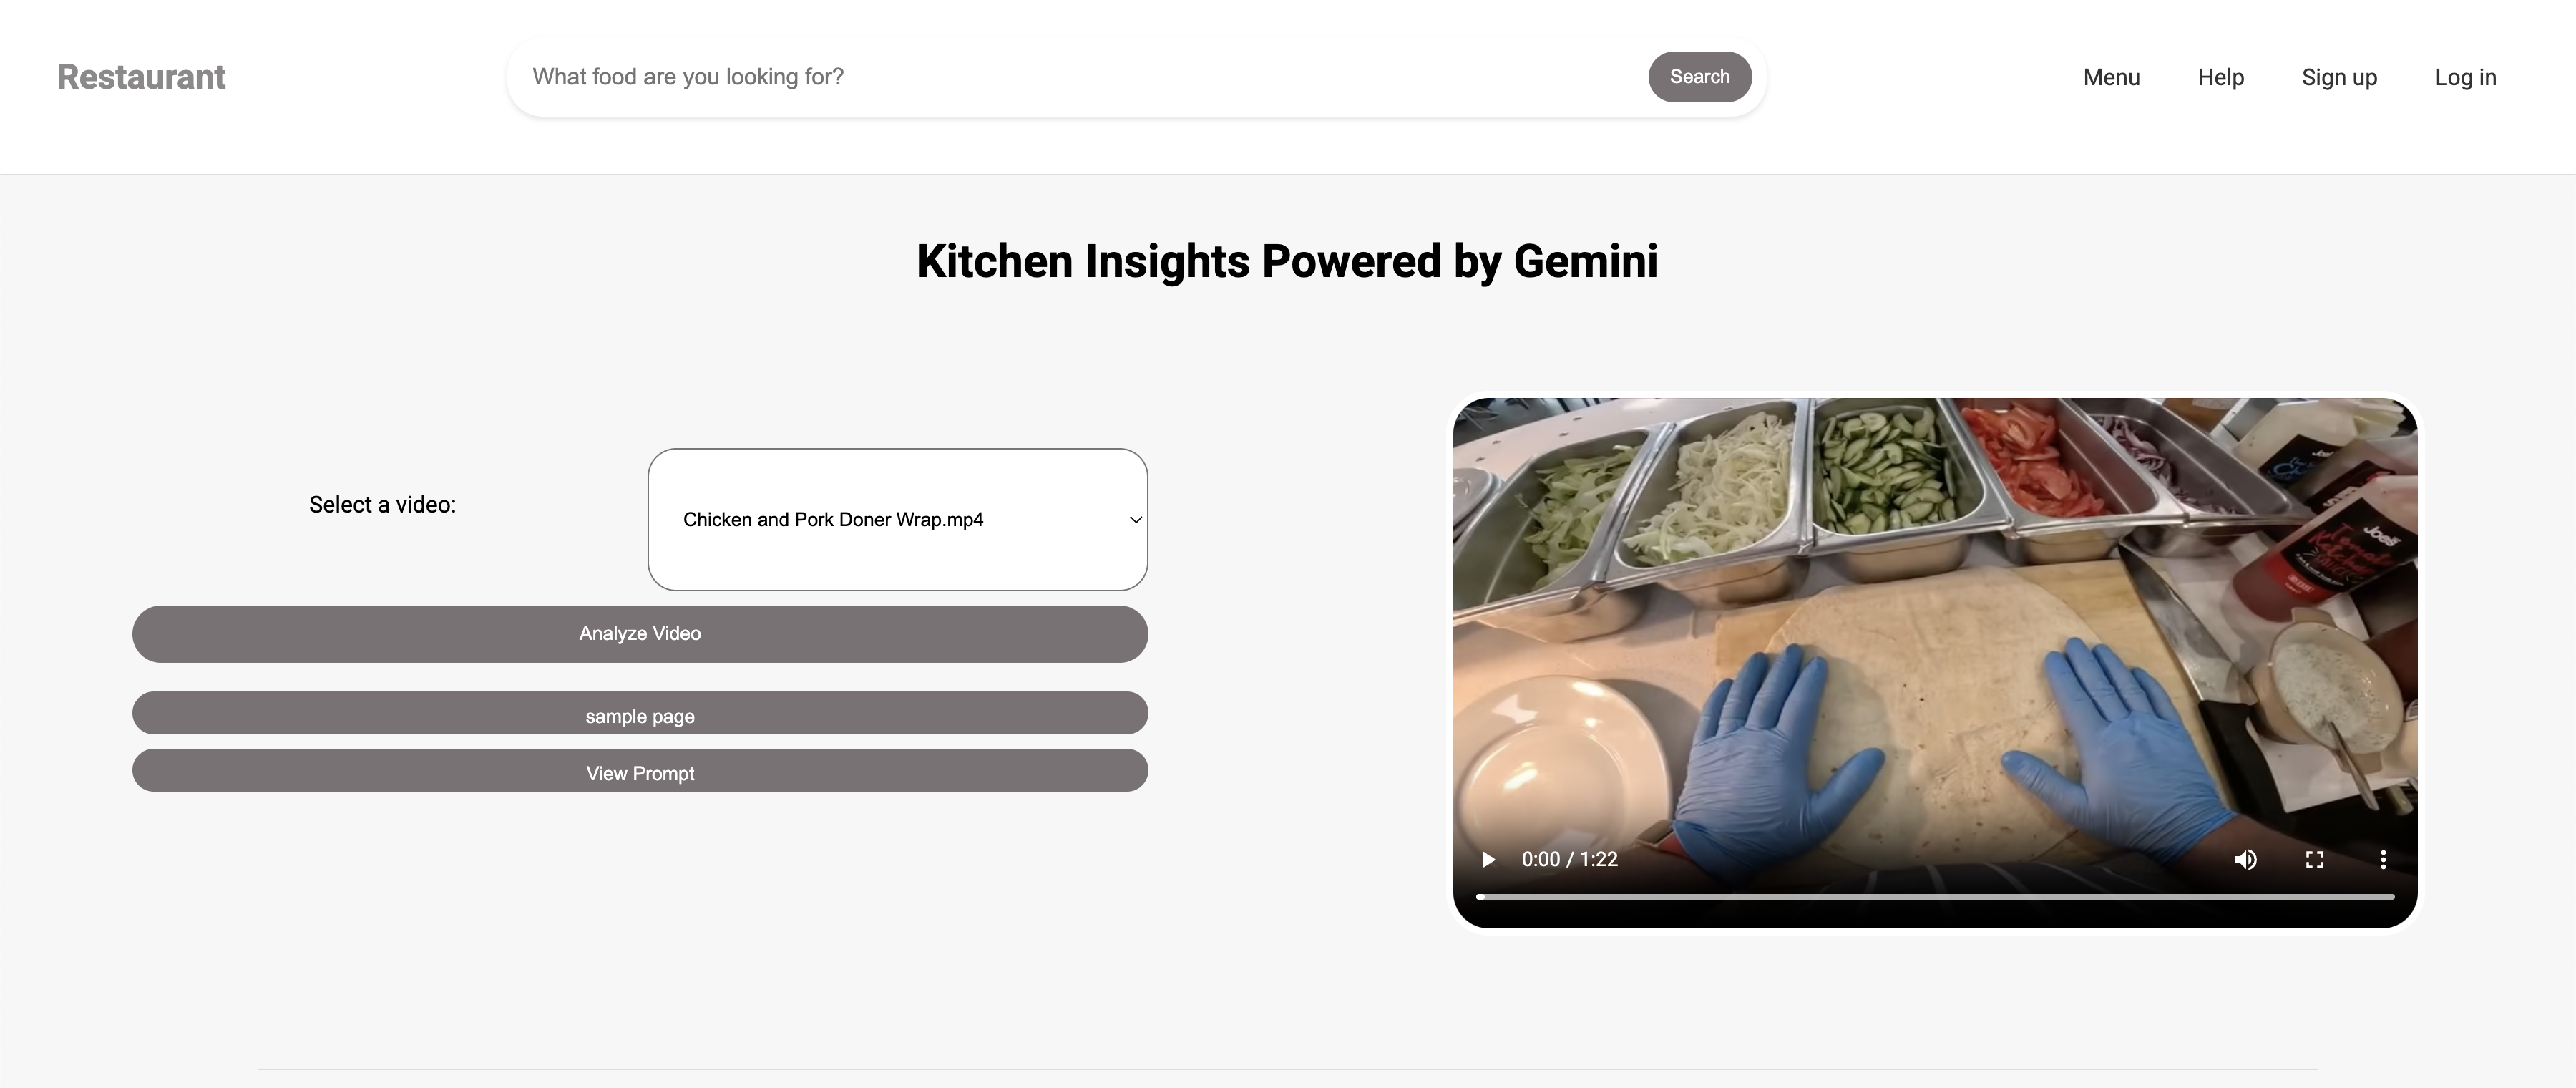 Restaurant
What food are you looking for?
Search
Menu
Help
Sign up
Log in
Kitchen Insights Powered by Gemini
Select a video:
Chicken and Pork Doner Wrap.mp4
Analyze Video
sample page
View Prompt
Joe's
Tomato
Ketchup
0:00 / 1:22